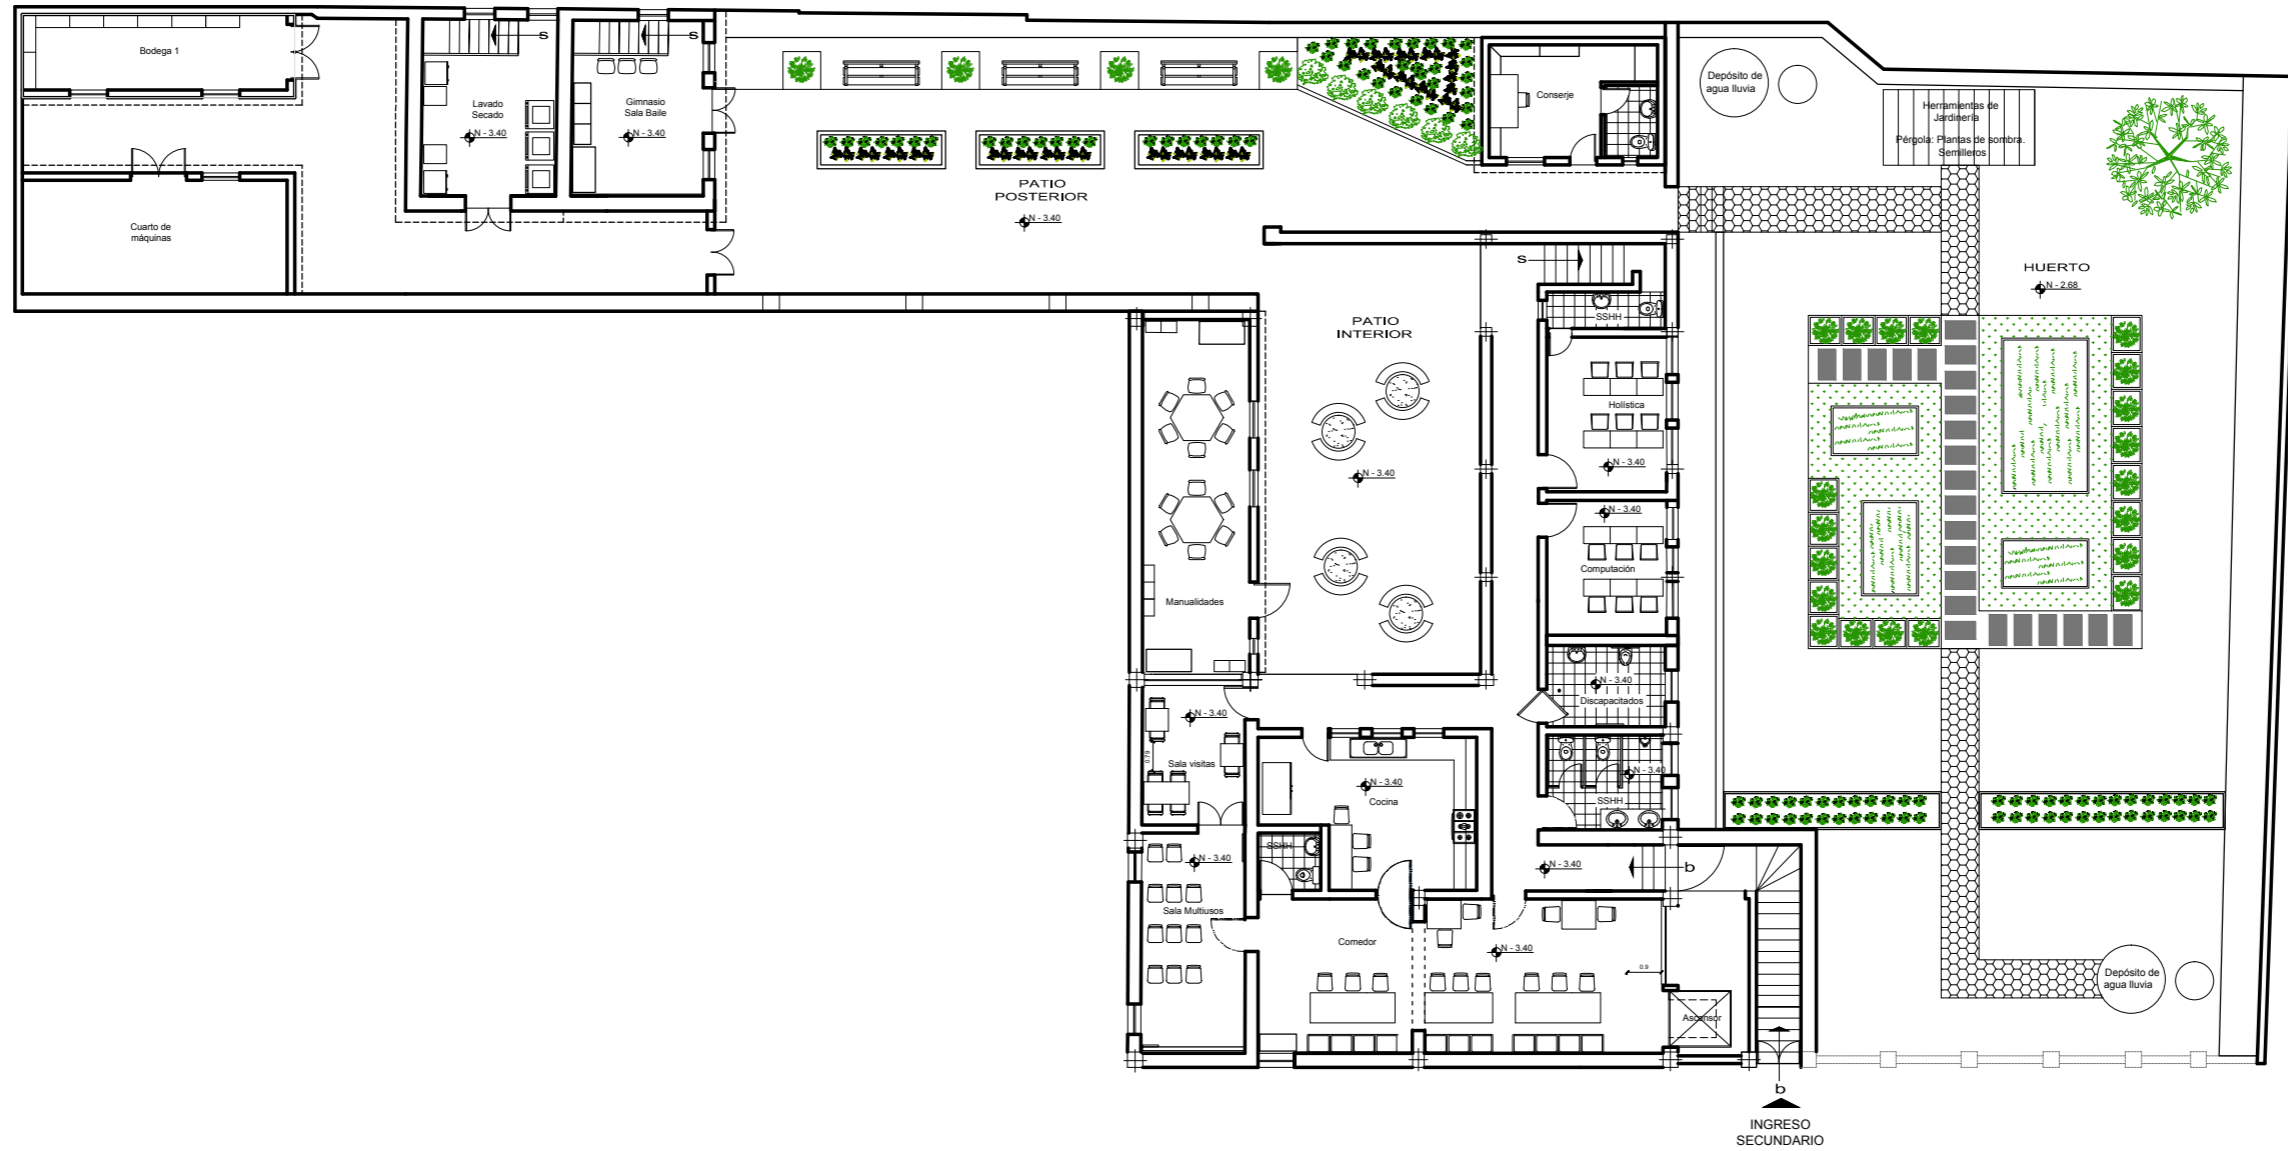 Bodega 1
s
s
Lavado
Secado
N - 3.40
Gimnasio
Sala Baile
N - 3.40
Conserje
Depósito de
agua lluvia
Herramientas de
Jardinería
Pérgola: Plantas de sombra.
Semilleros
Cuarto de
máquinas
PATIO
POSTERIOR
N - 3.40
s
HUERTO
N - 2.68
SSHH
PATIO
INTERIOR
Holística
N - 3.40
N - 3.40
N - 3.40
Computación
Manualidades
N - 3.40
Discapacitados
N - 3.40
Sala visitas
0.79
N - 3.40
Cocina
N - 3.40
SSHH
SSHH
N - 3.40
N - 3.40
b
Sala Multiusos
Comedor
N - 3.40
0.9
Depósito de
agua lluvia
Ascensor
b
INGRESO
SECUNDARIO